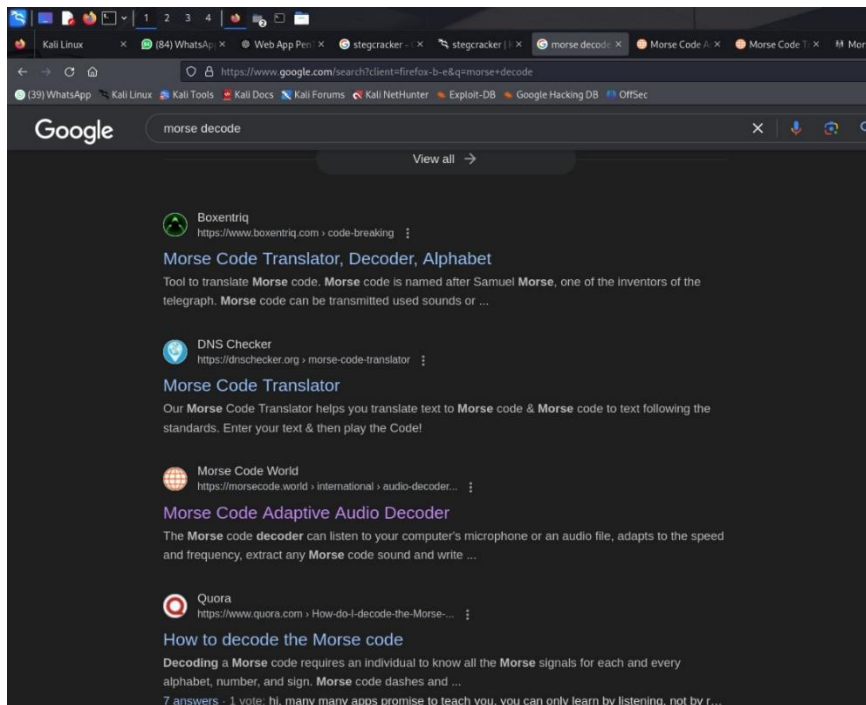 1 2 3 4
Kali Linux × (84) WhatsAp × Web App Pen × stegcracker - × stegcracker | × morse decode × Morse Code A × Morse Code T × Mor
https://www.google.com/search?client=firefox-b-e&q=morse+decode
(39) WhatsApp Kali Linux Kali Tools Kali Docs Kali Forums Kali NetHunter Exploit-DB Google Hacking DB OffSec
Google
morse decode
View all →
Boxentriq
https://www.boxentriq.com › code-breaking
Morse Code Translator, Decoder, Alphabet
Tool to translate Morse code. Morse code is named after Samuel Morse, one of the inventors of the
telegraph. Morse code can be transmitted used sounds or ...
DNS Checker
https://dnschecker.org › morse-code-translator
Morse Code Translator
Our Morse Code Translator helps you translate text to Morse code & Morse code to text following the
standards. Enter your text & then play the Code!
Morse Code World
https://morsecode.world › international › audio-decoder...
Morse Code Adaptive Audio Decoder
The Morse code decoder can listen to your computer's microphone or an audio file, adapts to the speed
and frequency, extract any Morse code sound and write ...
Quora
https://www.quora.com › How-do-I-decode-the-Morse-...
How to decode the Morse code
Decoding a Morse code requires an individual to know all the Morse signals for each and every
alphabet, number, and sign. Morse code dashes and ...
7 answers · 1 vote: hi, many many apps promise to teach you, you can only learn by listening, not by r...